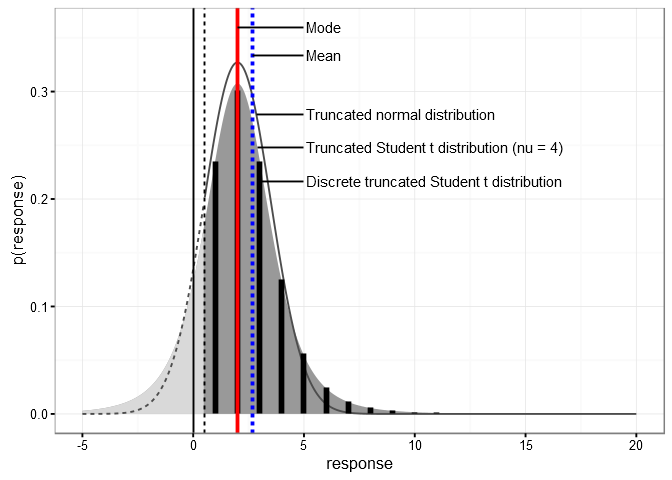 Mode
Mean
Truncated normal distribution
Truncated Student t distribution (nu = 4)
Discrete truncated Student t distribution
p(response)
0.3
0.2
0.1
0.0
-5 0 5 10 15 20
response